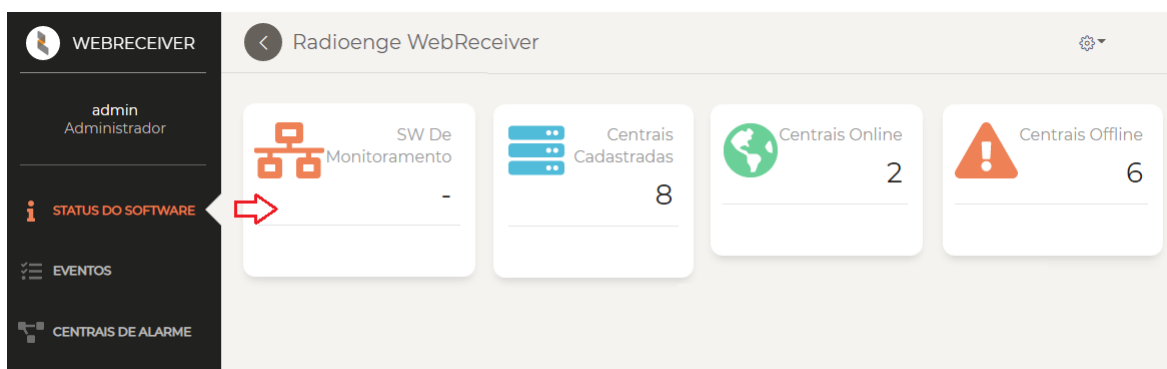 WEBRECEIVER
Radioenge WebReceiver
admin
Administrador
STATUS DO SOFTWARE
EVENTOS
CENTRAIS DE ALARME
SW De
Monitoramento
-
Centrais
Cadastradas
8
Centrais Online
2
Centrais Offline
6